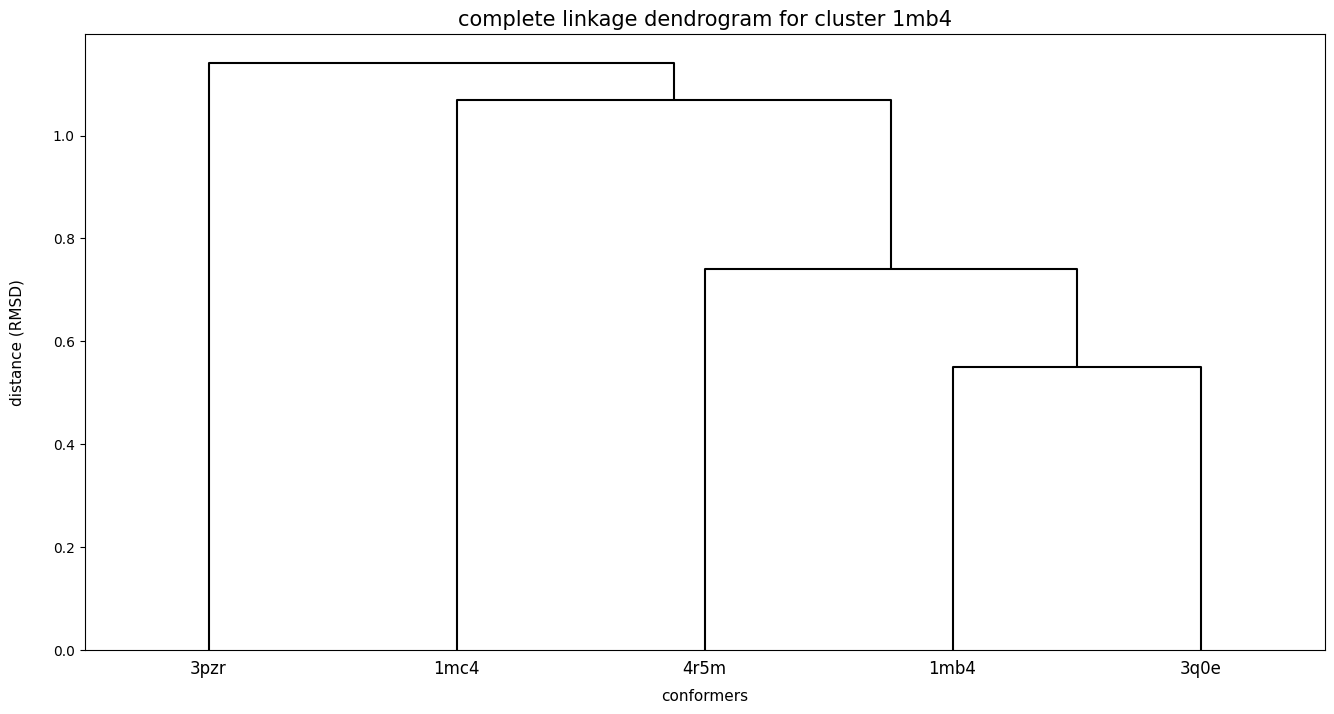 complete linkage dendrogram for cluster 1mb4
1.0
0.8
0.6
0.4
0.2
0.0
distance (RMSD)
3pzr 1mc4 4r5m 1mb4 3q0e
conformers